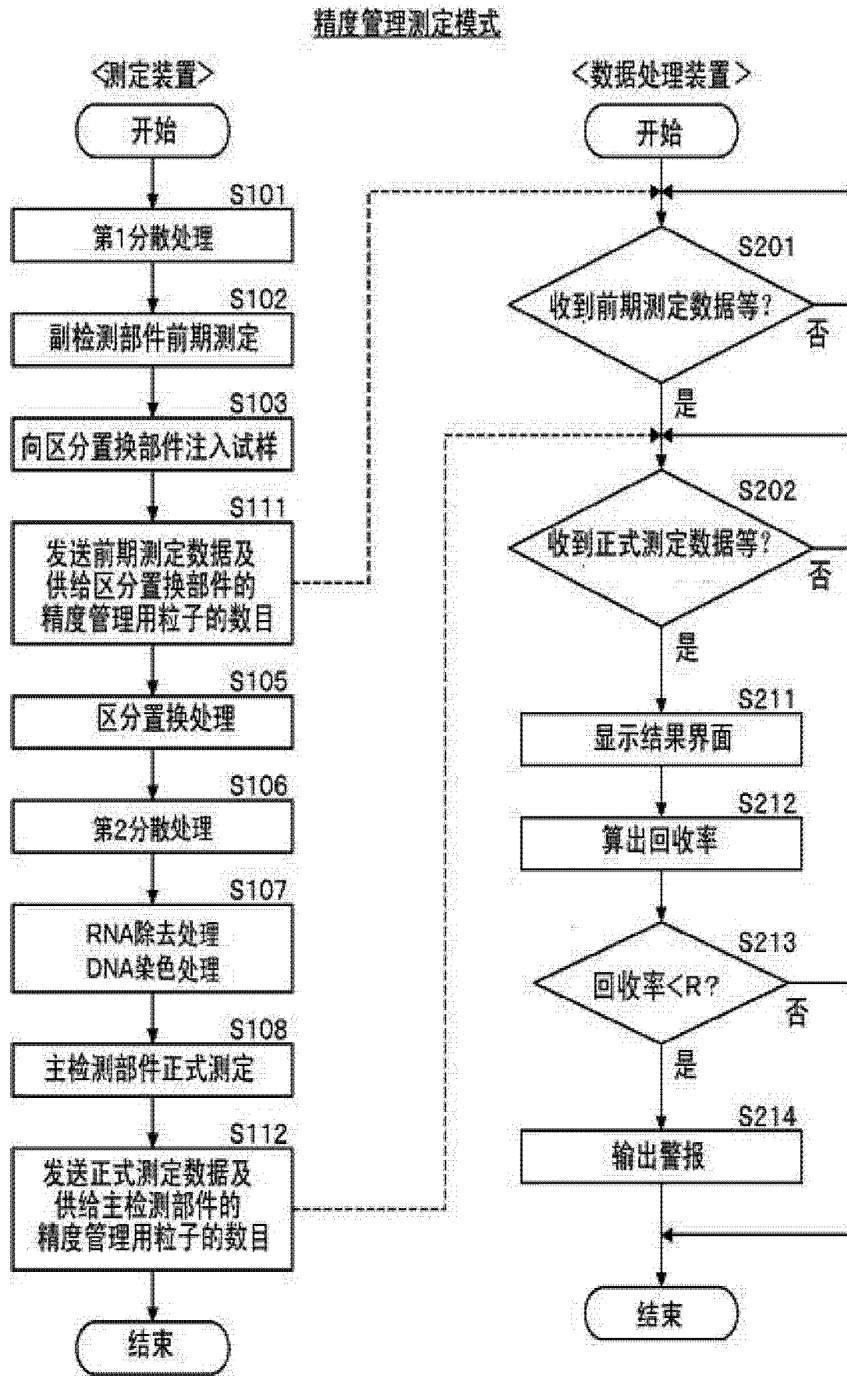 精度管理测定模式
<测定装置>
开始
S101
第1分散处理
S102
副检测部件前期测定
S103
向区分置换部件注入试样
S111
发送前期测定数据及
供给区分置换部件的
精度管理用粒子的数目
S105
区分置换处理
S106
第2分散处理
S107
RNA除去处理
DNA染色处理
S108
主检测部件正式测定
S112
发送正式测定数据及
供给主检测部件的
精度管理用粒子的数目
结束
<数据处理装置>
开始
S201
收到前期测定数据等?
否
是
S202
收到正式测定数据等?
否
是
S211
显示结果界面
S212
算出回收率
S213
回收率<R?
否
是
S214
输出警报
结束